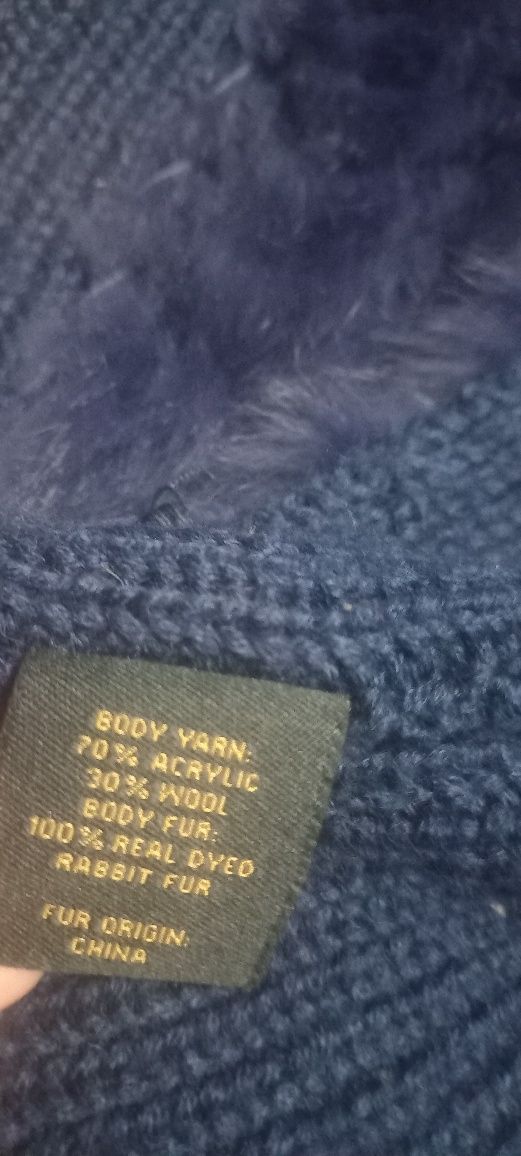 BODY YARN:
70% ACRYLIC
30% WOOL
BODY FUR:
100% REAL DYED
RABBIT FUR
FUR ORIGIN:
CHINA